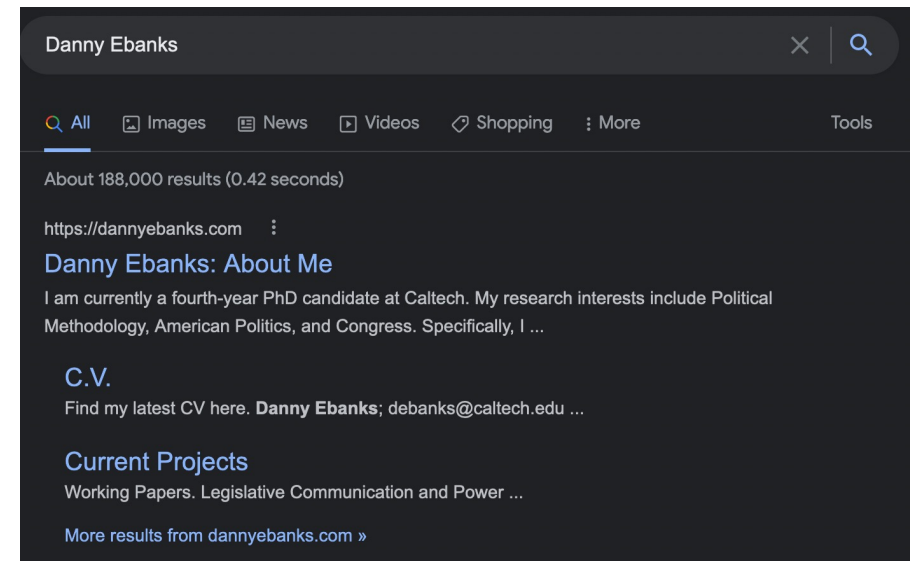 Danny Ebanks
All Images News Videos Shopping More Tools
About 188,000 results (0.42 seconds)
https://dannyebanks.com
Danny Ebanks: About Me
I am currently a fourth-year PhD candidate at Caltech. My research interests include Political
Methodology, American Politics, and Congress. Specifically, I ...
C.V.
Find my latest CV here. Danny Ebanks; debanks@caltech.edu ...
Current Projects
Working Papers. Legislative Communication and Power ...
More results from dannyebanks.com »